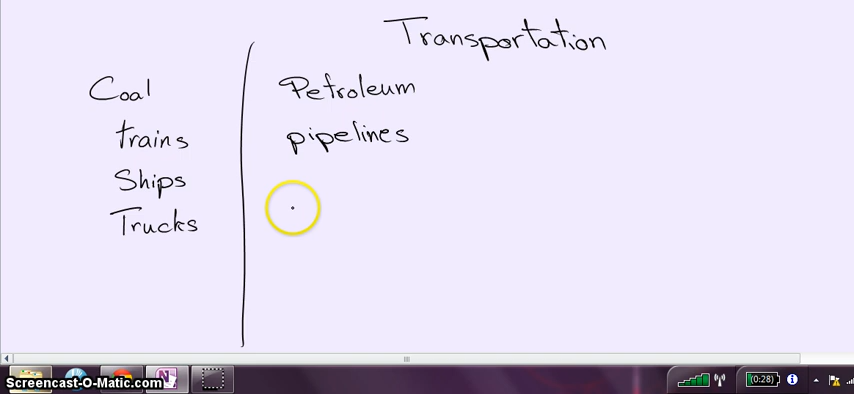 Transportation
Coal
Petroleum
trains
pipelines
Ships
Trucks
Screencast-O-Matic.com
(0:28)